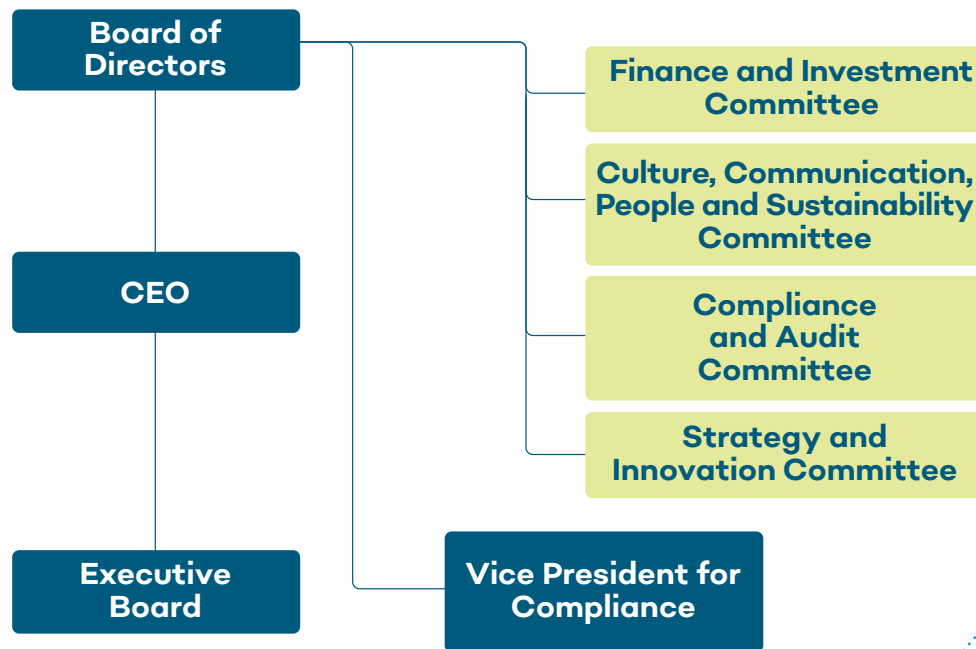 Board of
Directors
Finance and Investment
Committee
Culture, Communication,
People and Sustainability
Committee
CEO
Compliance
and Audit
Committee
Strategy and
Innovation Committee
Executive
Board
Vice President for
Compliance